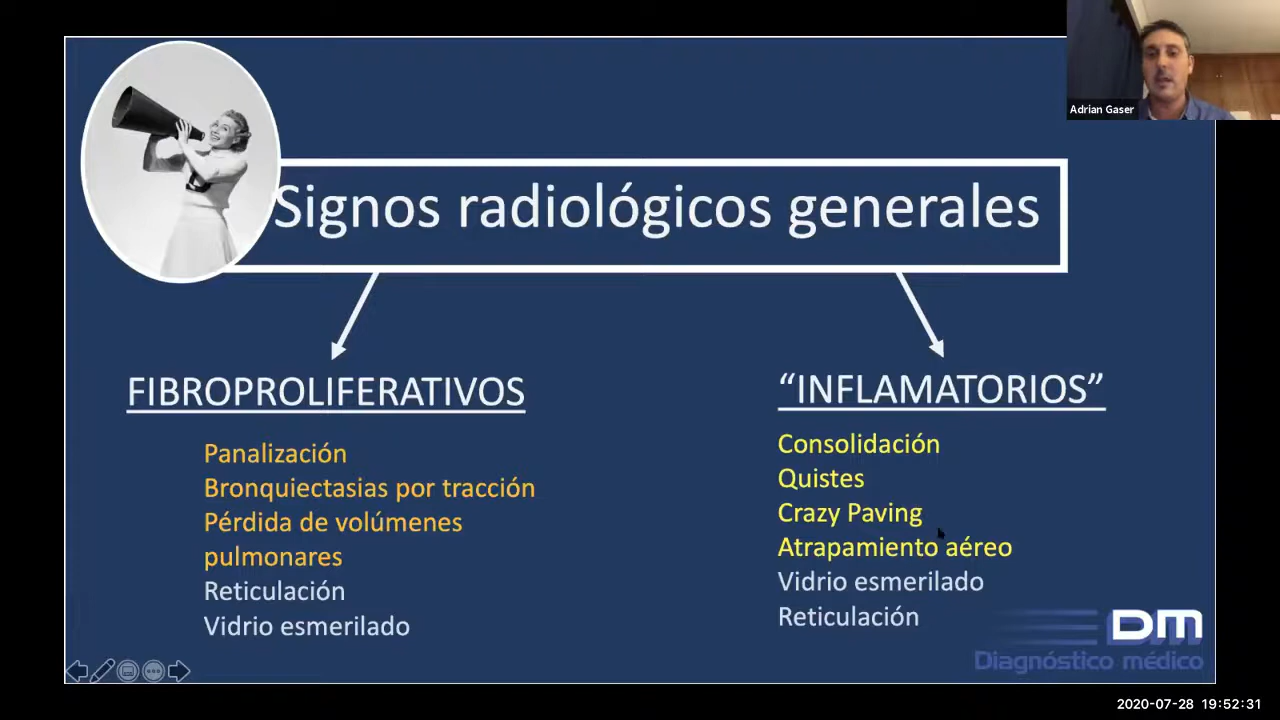 Adrian Gaser
Signos radiológicos generales
FIBROPROLIFERATIVOS
Panalización
Bronquiectasias por tracción
Pérdida de volúmenes
pulmonares
Reticulación
Vidrio esmerilado
“INFLAMATORIOS”
Consolidación
Quistes
Crazy Paving
Atrapamiento aéreo
Vidrio esmerilado
Reticulación
DM
Diagnóstico médico
2020-07-28 19:52:31